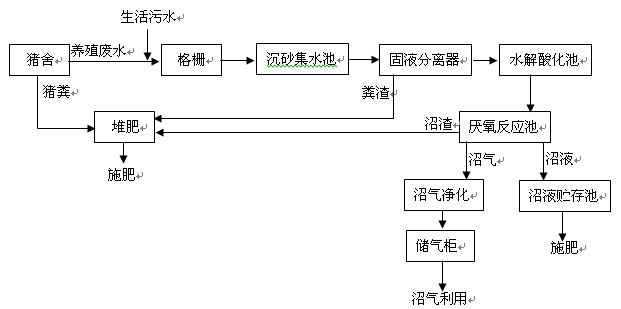 生活污水
猪舍
养殖废水
格栅
沉砂集水池
固液分离器
水解酸化池
猪粪
粪渣
堆肥
沼渣
厌氧反应池
施肥
沼气
沼液
沼气净化
沼液贮存池
储气柜
施肥
沼气利用